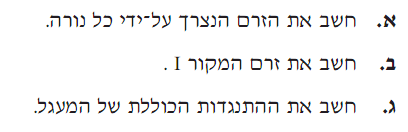 א. חשב את הזרם הנצרך על־ידי כל נורה.
ב. חשב את זרם המקור I .
ג. חשב את ההתנגדות הכוללת של המעגל.